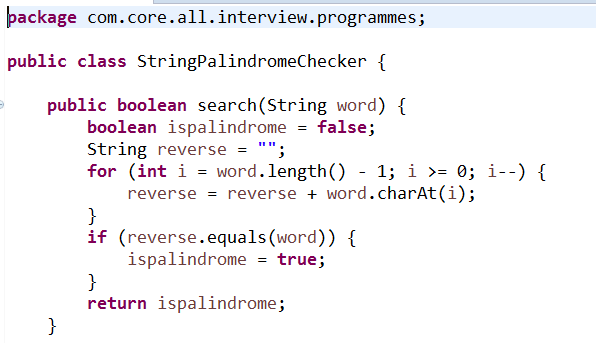 package com.core.all.interview.programmes;
public class StringPalindromeChecker {
public boolean search(String word) {
boolean ispalindrome = false;
String reverse = "";
for (int i = word.length() - 1; i >= 0; i--) {
reverse = reverse + word.charAt(i);
}
if (reverse.equals(word)) {
ispalindrome = true;
}
return ispalindrome;
}